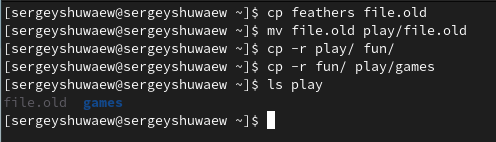 [sergeyshuwaew@sergeyshuwaew ~]$ cp feathers file.old
[sergeyshuwaew@sergeyshuwaew ~]$ mv file.old play/file.old
[sergeyshuwaew@sergeyshuwaew ~]$ cp -r play/ fun/
[sergeyshuwaew@sergeyshuwaew ~]$ cp -r fun/ play/games
[sergeyshuwaew@sergeyshuwaew ~]$ ls play
file.old  games
[sergeyshuwaew@sergeyshuwaew ~]$